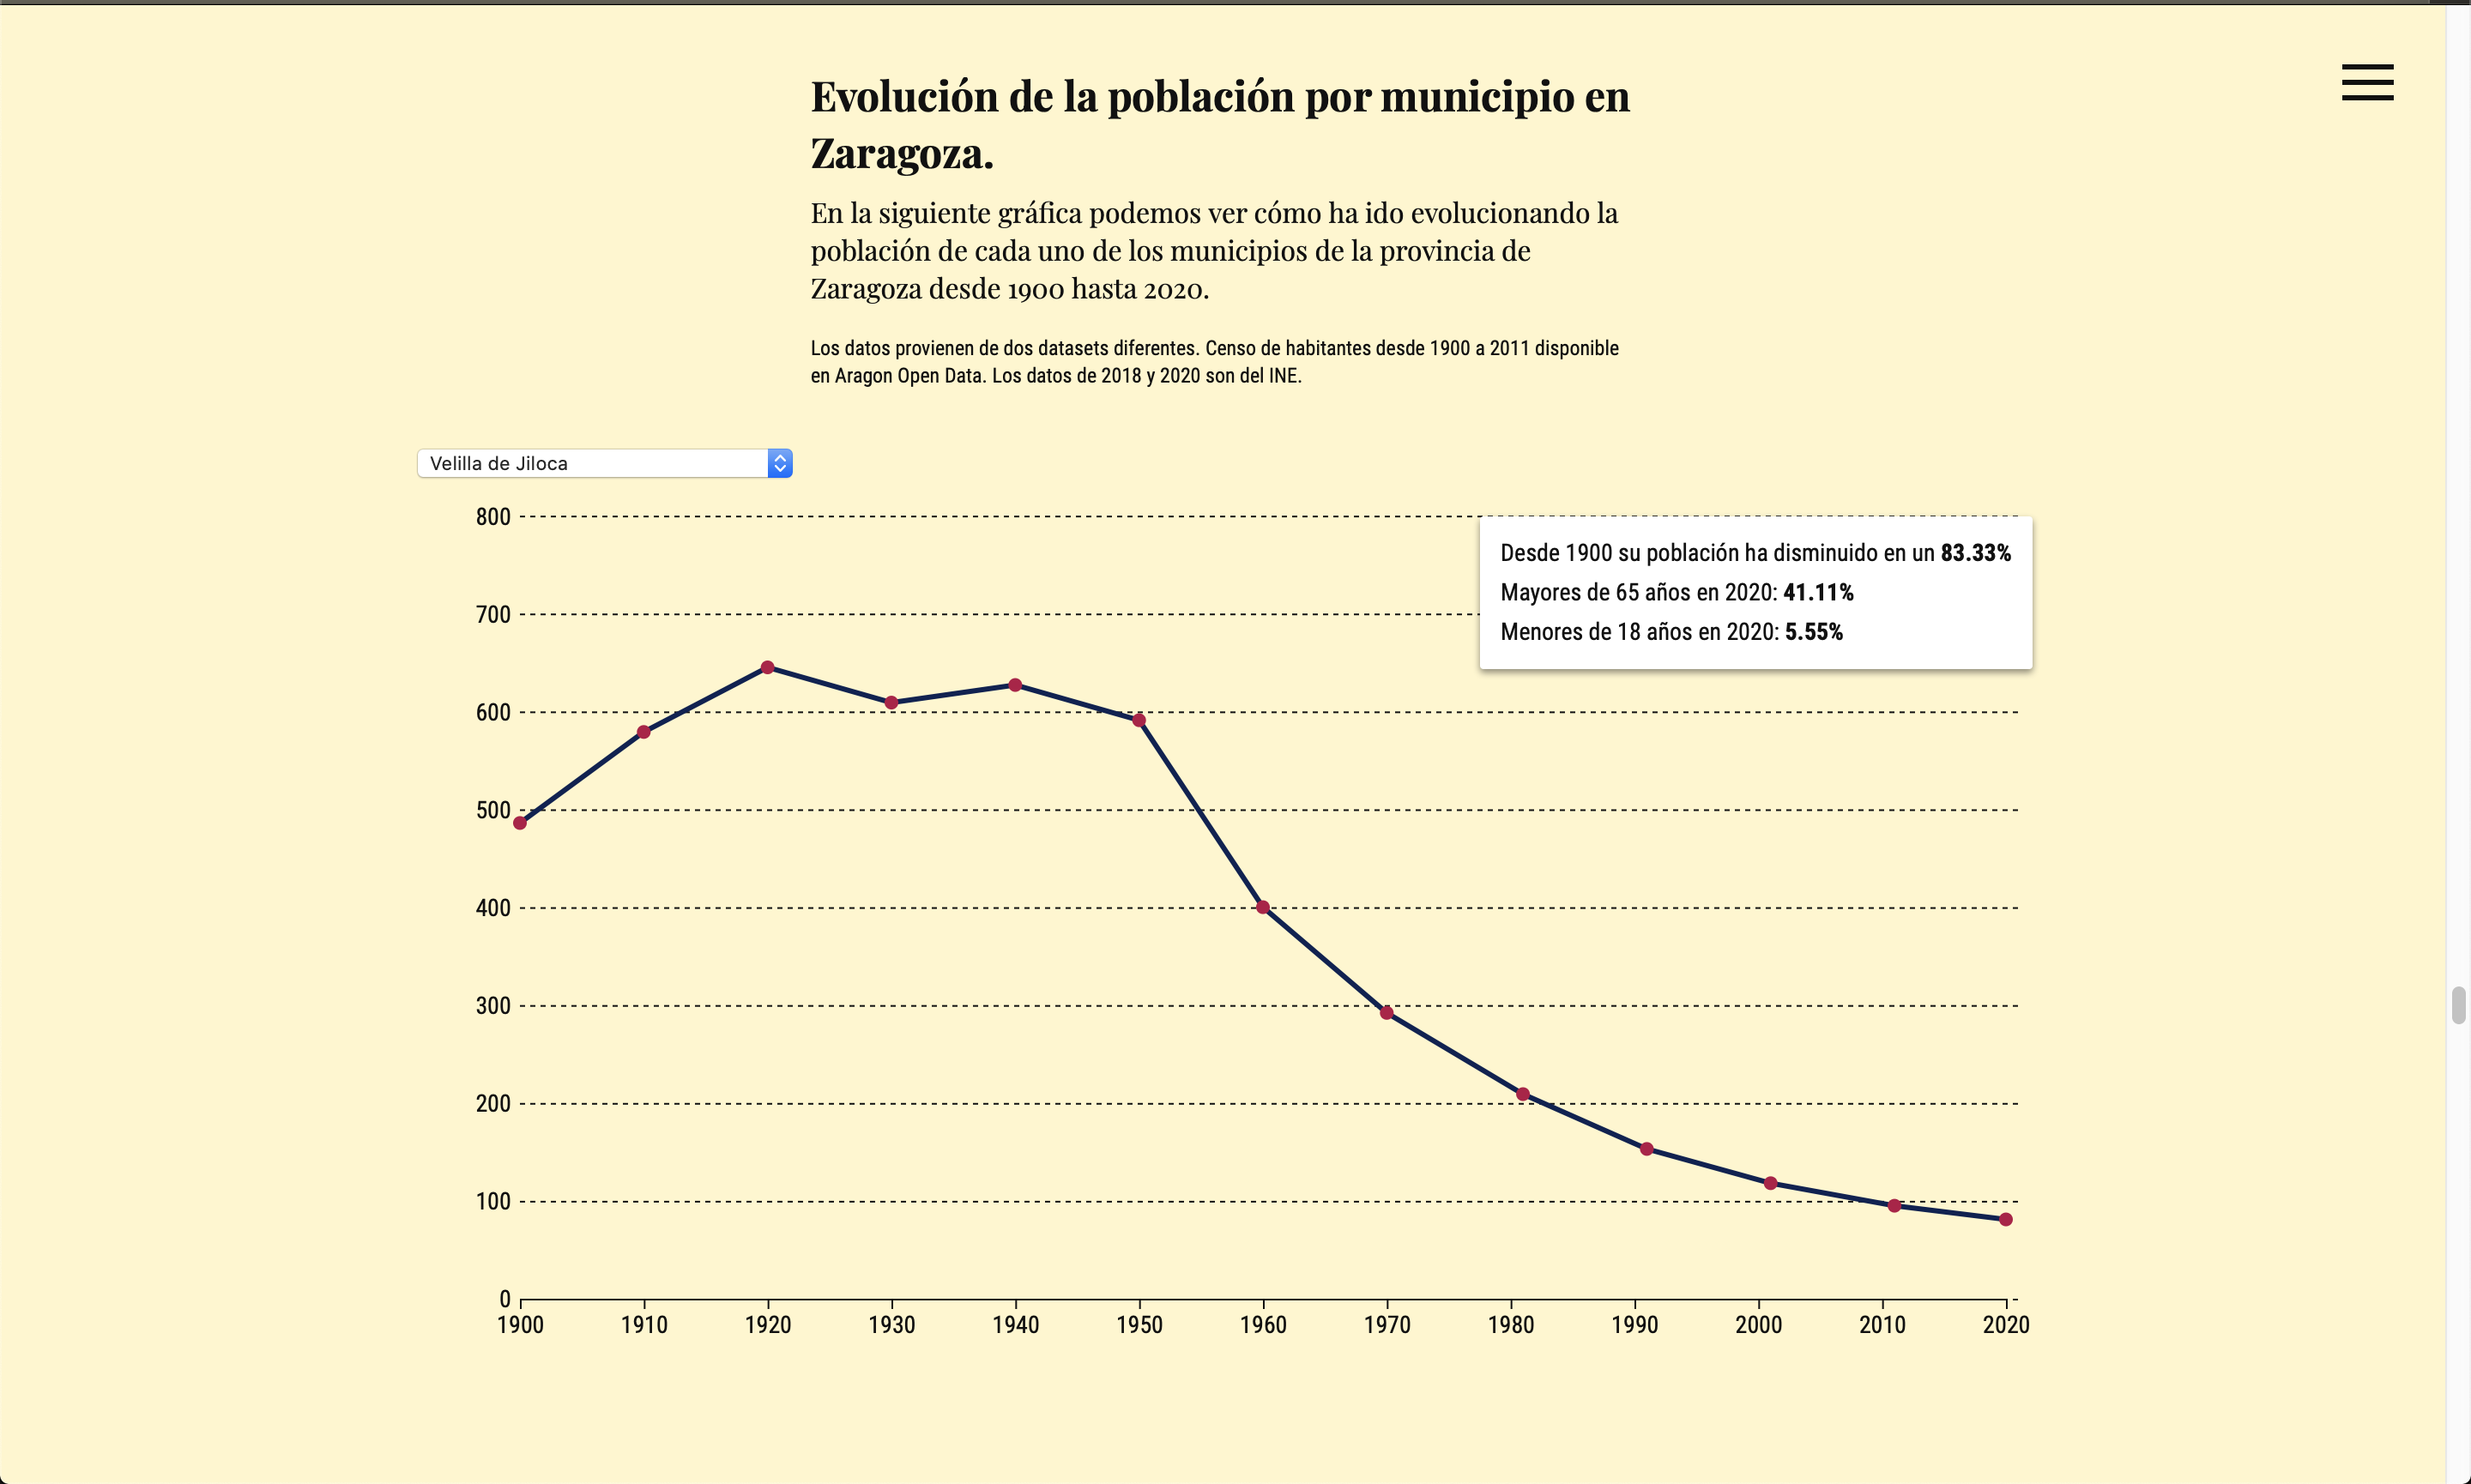 Evolución de la población por municipio en
Zaragoza.
En la siguiente gráfica podemos ver cómo ha ido evolucionando la
población de cada uno de los municipios de la provincia de
Zaragoza desde 1900 hasta 2020.
Los datos provienen de dos datasets diferentes. Censo de habitantes desde 1900 a 2011 disponible
en Aragon Open Data. Los datos de 2018 y 2020 son del INE.
Velilla de Jiloca
800
Desde 1900 su población ha disminuido en un 83.33%
Mayores de 65 años en 2020: 41.11%
Menores de 18 años en 2020: 5.55%
700
600
500
400
300
200
100
0
1900 1910 1920 1930 1940 1950 1960 1970 1980 1990 2000 2010 2020